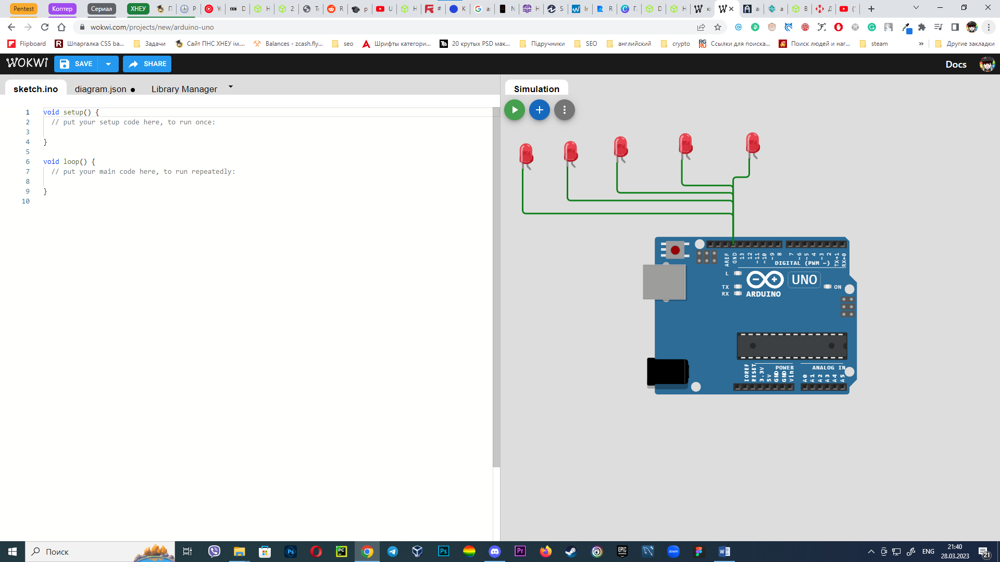 Pentest
Коптер
Сериал
ХНЕУ
wokwi.com/projects/new/arduino-uno
Flipboard
Шпаргалка CSS ba...
Задачи
Сайт ПНС ХНЕУ ім....
Balances - zcash.fly...
seo
Шрифты категори...
20 крутых PSD мак...
Підручники
SEO
английский
crypto
Ссылки для поиска...
Поиск людей и наг...
steam
»
Другие закладки
WOKWI
SAVE
SHARE
Docs
sketch.ino
diagram.json ●
Library Manager
Simulation
1 void setup() {
2 // put your setup code here, to run once:
3
4 }
5
6 void loop() {
7 // put your main code here, to run repeatedly:
8
9 }
10
AREF
GND
13
12
~11
~10
~9
8
7
~6
~5
4
~3
2
TX→1
RX←0
DIGITAL (PWM ~)
L
TX
RX
UNO
ON
ARDUINO
IOREF
RESET
3.3V
5V
GND
GND
Vin
POWER
ANALOG IN
A0
A1
A2
A3
A4
A5
Поиск
ENG
21:40
28.03.2023
21